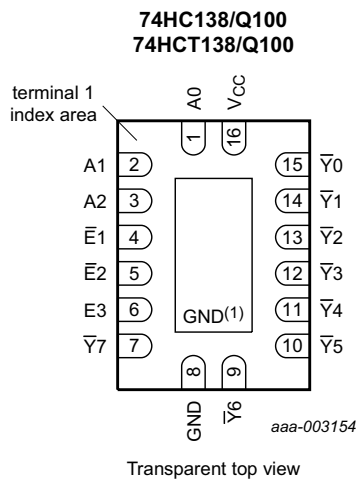 74HC138/Q100
74HCT138/Q100
terminal 1
index area
A0
VCC
1
16
A1 2 15 Y̅0
A2 3 14 Y̅1
E̅1 4 13 Y̅2
E̅2 5 12 Y̅3
E3 6 11 Y̅4
GND(1)
Y̅7 7 10 Y̅5
8
9
GND
Y̅6
aaa-003154
Transparent top view